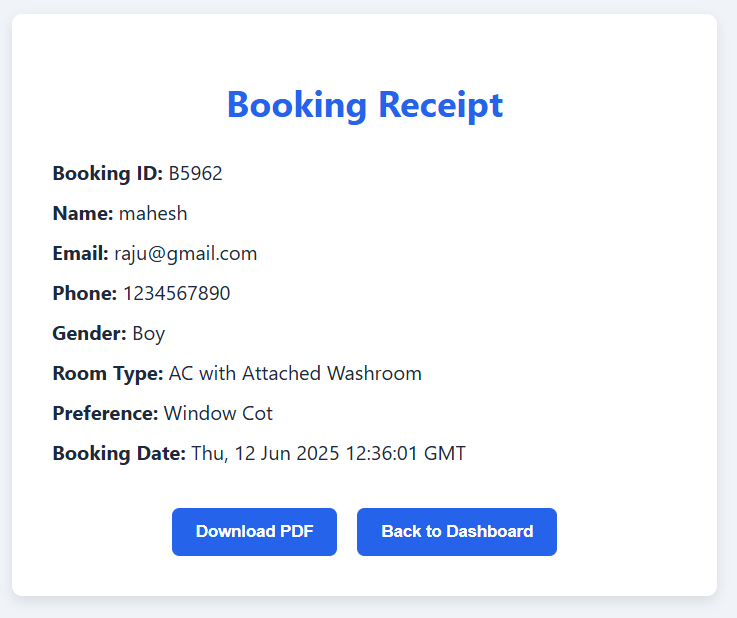 Booking Receipt
Booking ID: B5962
Name: mahesh
Email: raju@gmail.com
Phone: 1234567890
Gender: Boy
Room Type: AC with Attached Washroom
Preference: Window Cot
Booking Date: Thu, 12 Jun 2025 12:36:01 GMT
Download PDF
Back to Dashboard